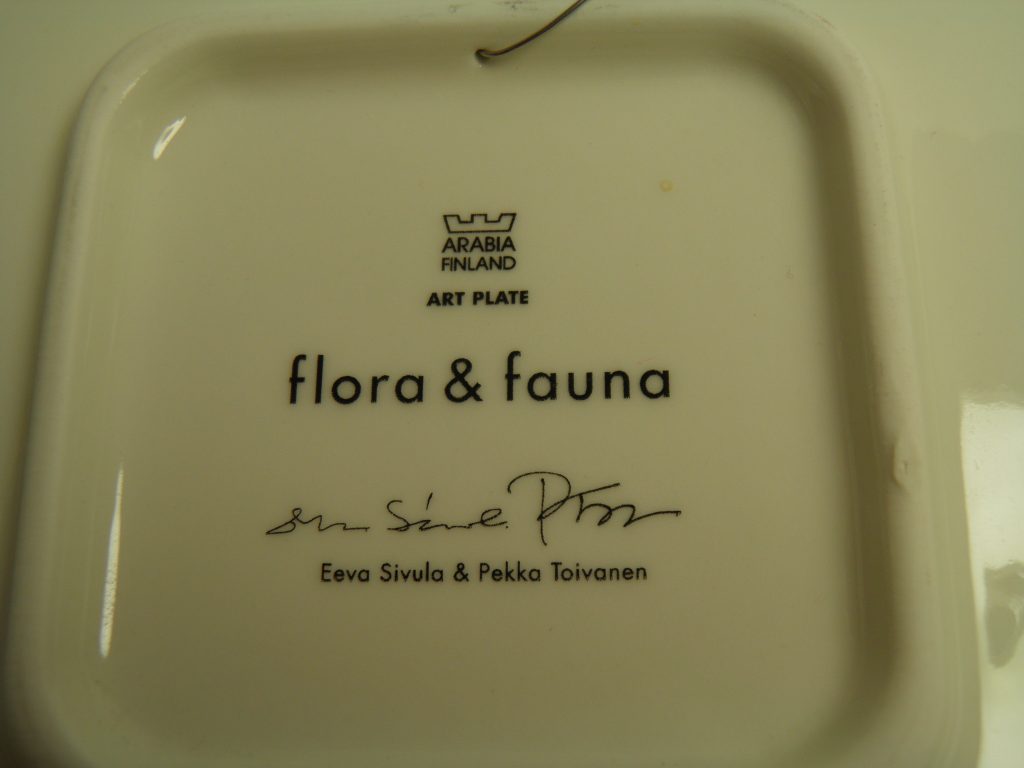 ARABIA
FINLAND
ART PLATE
flora & fauna
Eeva Sivula & Pekka Toivanen